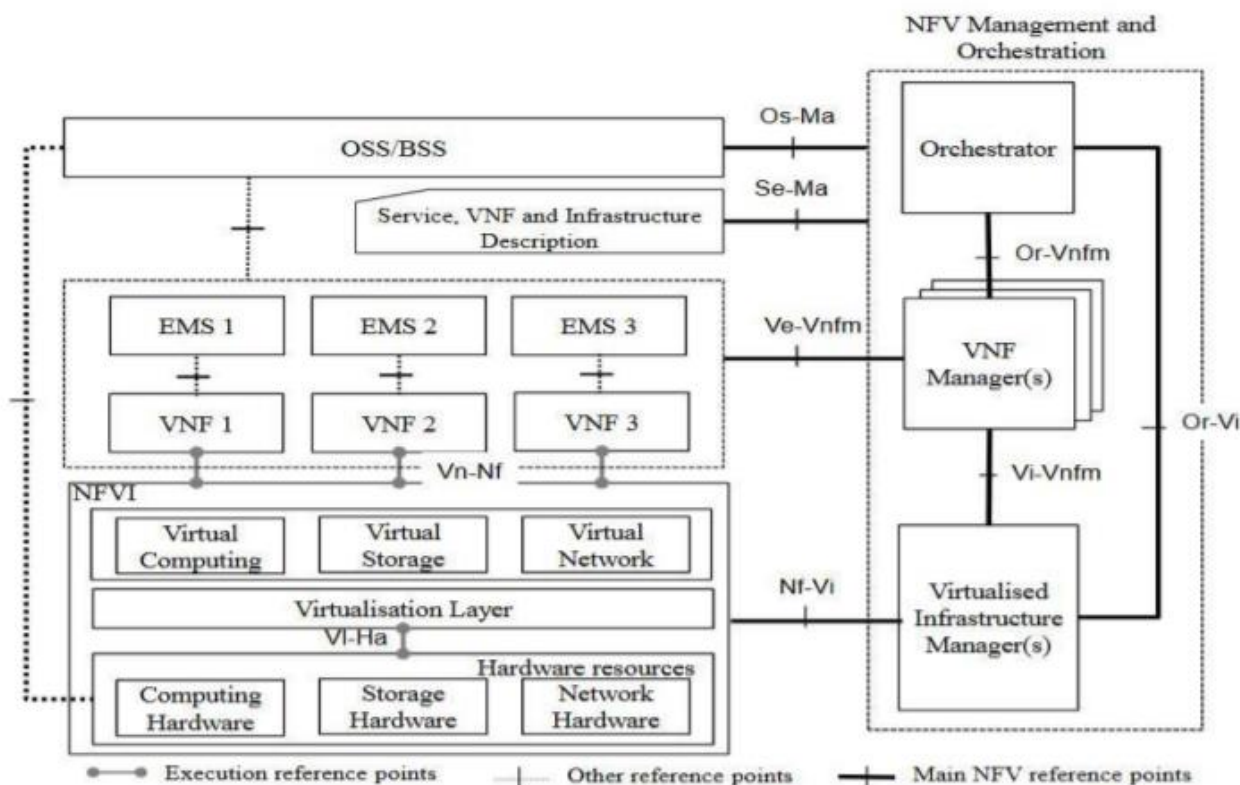 NFV Management and
Orchestration
Os-Ma
OSS/BSS
Orchestrator
Se-Ma
Service, VNF and Infrastructure
Description
Or-Vnfm
EMS 1
EMS 2
EMS 3
Ve-Vnfm
VNF
Manager(s)
VNF 1
VNF 2
VNF 3
Or-Vi
Vn-Nf
Vi-Vnfm
NFVI
Virtual
Computing
Virtual
Storage
Virtual
Network
Nf-Vi
Virtualised
Infrastructure
Manager(s)
Virtualisation Layer
Vl-Ha
Hardware resources
Computing
Hardware
Storage
Hardware
Network
Hardware
Execution reference points
Other reference points
Main NFV reference points